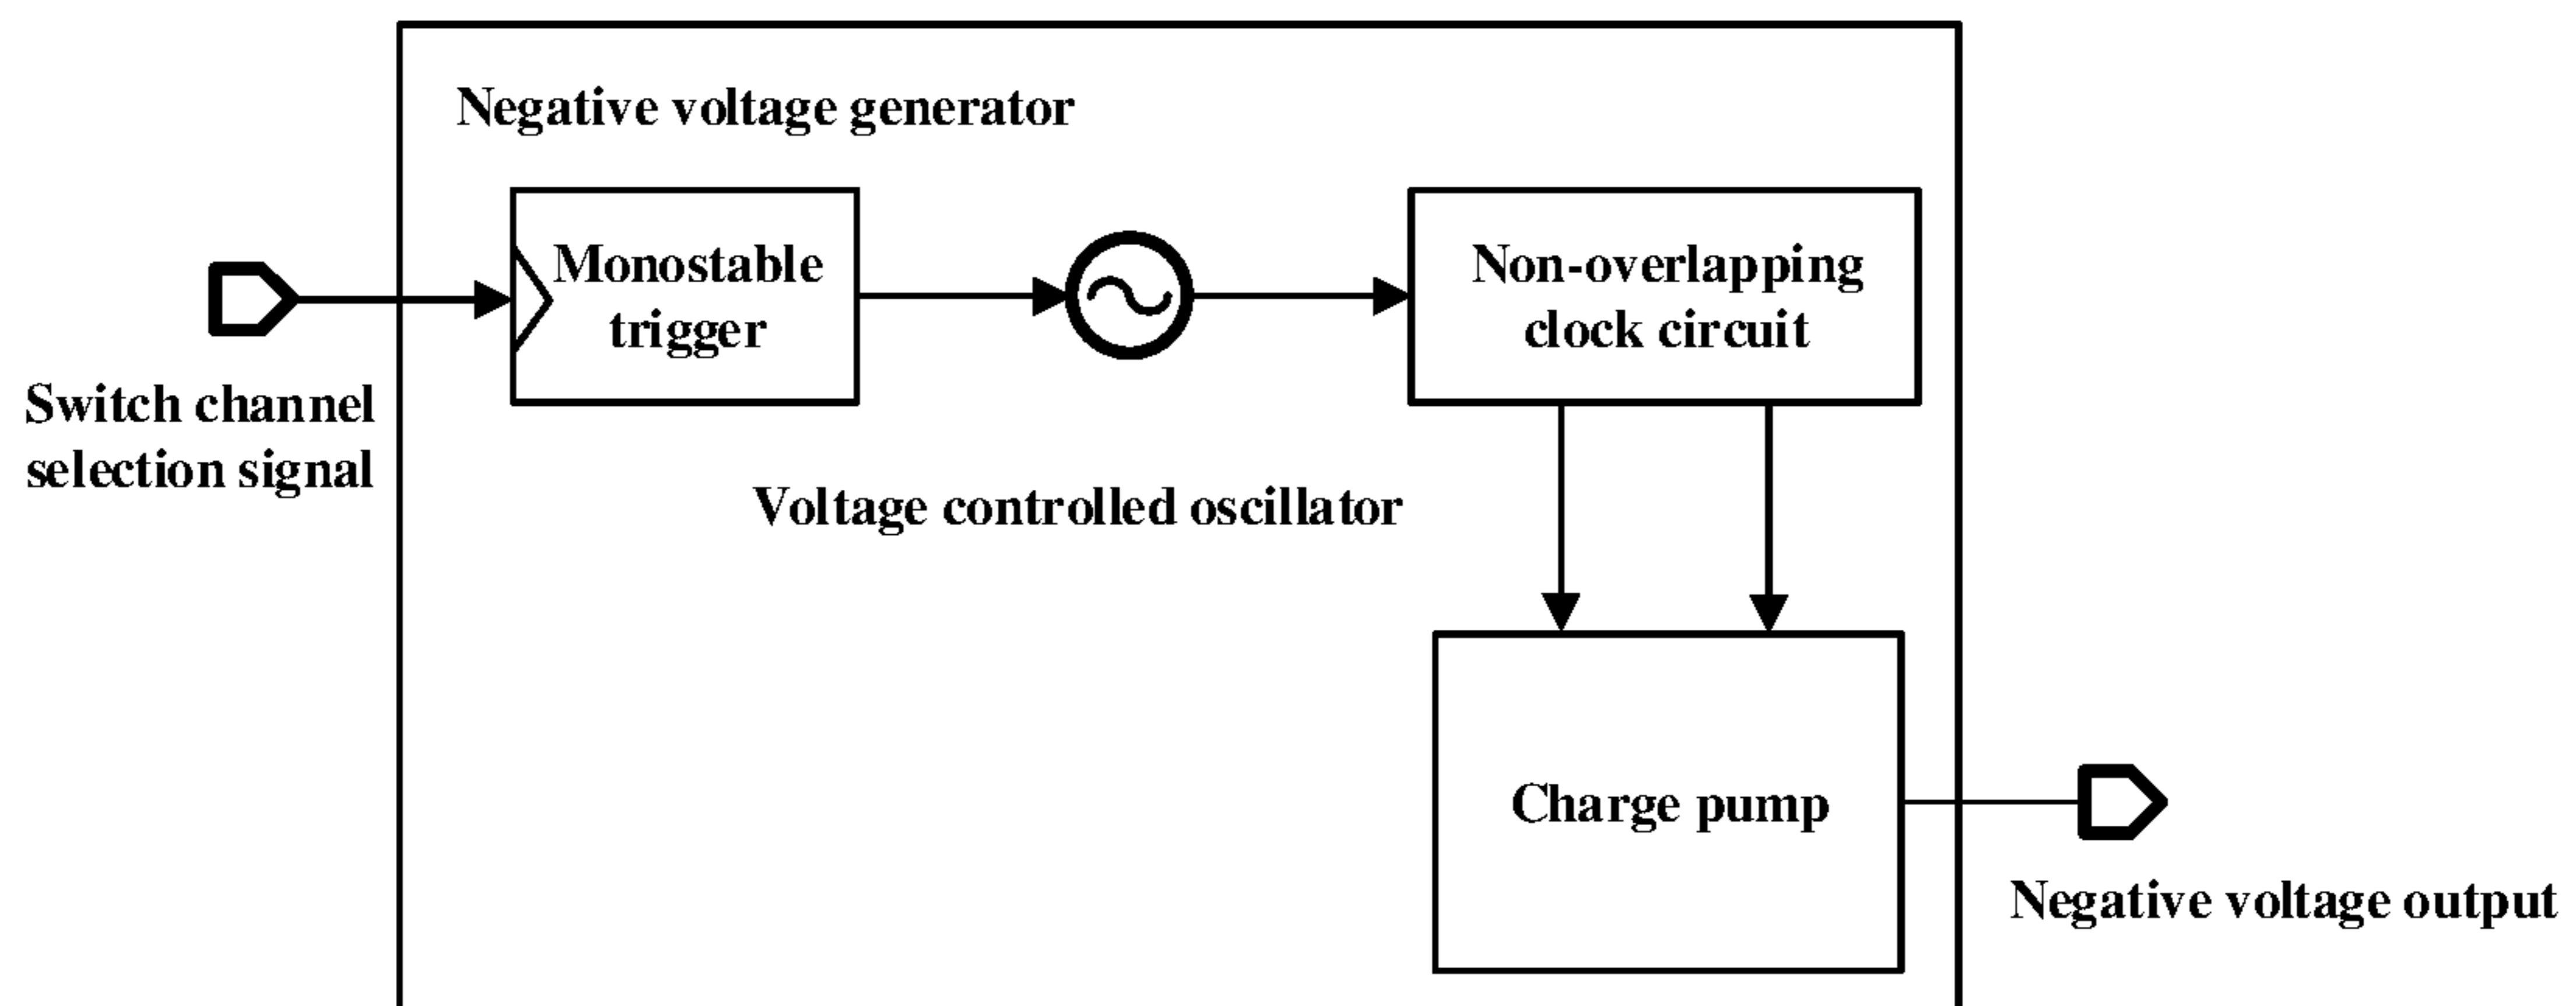 Negative voltage generator
Monostable
trigger
Non-overlapping
clock circuit
Switch channel
selection signal
Voltage controlled oscillator
Charge pump
Negative voltage output